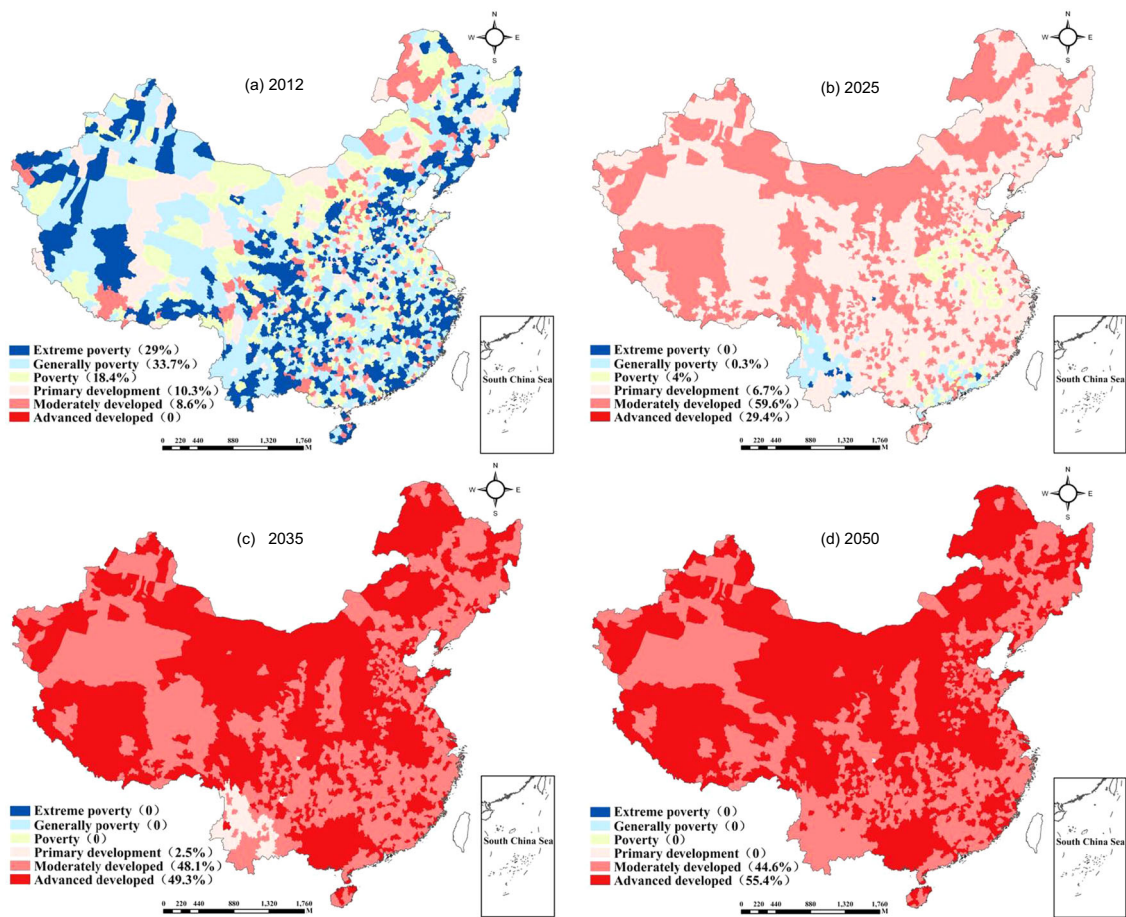 N
W E
S
(a) 2012
Extreme poverty（29%）
Generally poverty（33.7%）
Poverty（18.4%）
Primary development（10.3%）
Moderately developed（8.6%）
Advanced developed（0）
0 220 440 880 1,320 1,760
M
South China Sea
N
W E
S
(b) 2025
Extreme poverty（0）
Generally poverty（0.3%）
Poverty（4%）
Primary development（6.7%）
Moderately developed（59.6%）
Advanced developed（29.4%）
0 220 440 880 1,320 1,760
M
South China Sea
N
W E
S
(c) 2035
Extreme poverty（0）
Generally poverty（0）
Poverty（0）
Primary development（2.5%）
Moderately developed（48.1%）
Advanced developed（49.3%）
0 220 440 880 1,320 1,760
M
South China Sea
N
W E
S
(d) 2050
Extreme poverty（0）
Generally poverty（0）
Poverty（0）
Primary development（0）
Moderately developed（44.6%）
Advanced developed（55.4%）
0 220 440 880 1,320 1,760
M
South China Sea